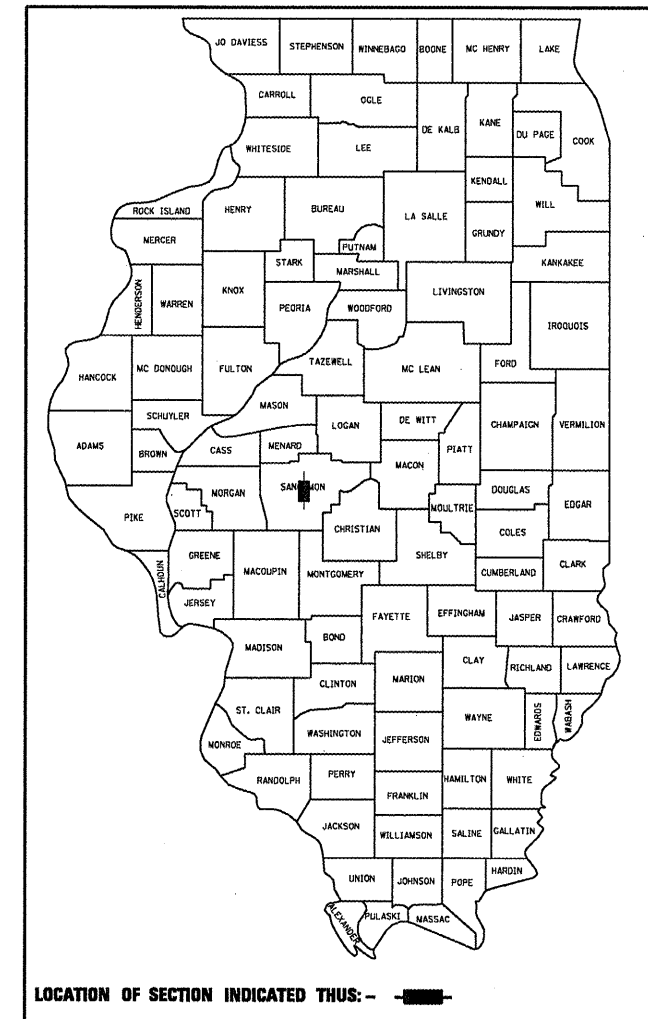 JO DAVIESS STEPHENSON WINNEBAGO BOONE MC HENRY LAKE
CARROLL OGLE DE KALB KANE DU PAGE COOK
WHITESIDE LEE
KENDALL WILL
ROCK ISLAND HENRY BUREAU LA SALLE GRUNDY
MERCER PUTNAM
STARK MARSHALL KANKAKEE
HENDERSON WARREN KNOX PEORIA WOODFORD LIVINGSTON IROQUOIS
HANCOCK MC DONOUGH FULTON TAZEWELL MC LEAN FORD
MASON
SCHUYLER LOGAN DE WITT CHAMPAIGN VERMILION
ADAMS BROWN CASS MENARD PIATT
MACON
PIKE SCOTT MORGAN SANGAMON MOULTRIE DOUGLAS EDGAR
CHRISTIAN COLES
GREENE MACOUPIN MONTGOMERY SHELBY CUMBERLAND CLARK
CALHOUN JERSEY
FAYETTE EFFINGHAM JASPER CRAWFORD
MADISON BOND
CLAY RICHLAND LAWRENCE
CLINTON MARION
ST. CLAIR WAYNE EDWARDS WABASH
MONROE WASHINGTON JEFFERSON
RANDOLPH PERRY HAMILTON WHITE
FRANKLIN
JACKSON WILLIAMSON SALINE GALLATIN
UNION JOHNSON POPE HARDIN
ALEXANDER PULASKI MASSAC
LOCATION OF SECTION INDICATED THUS: -